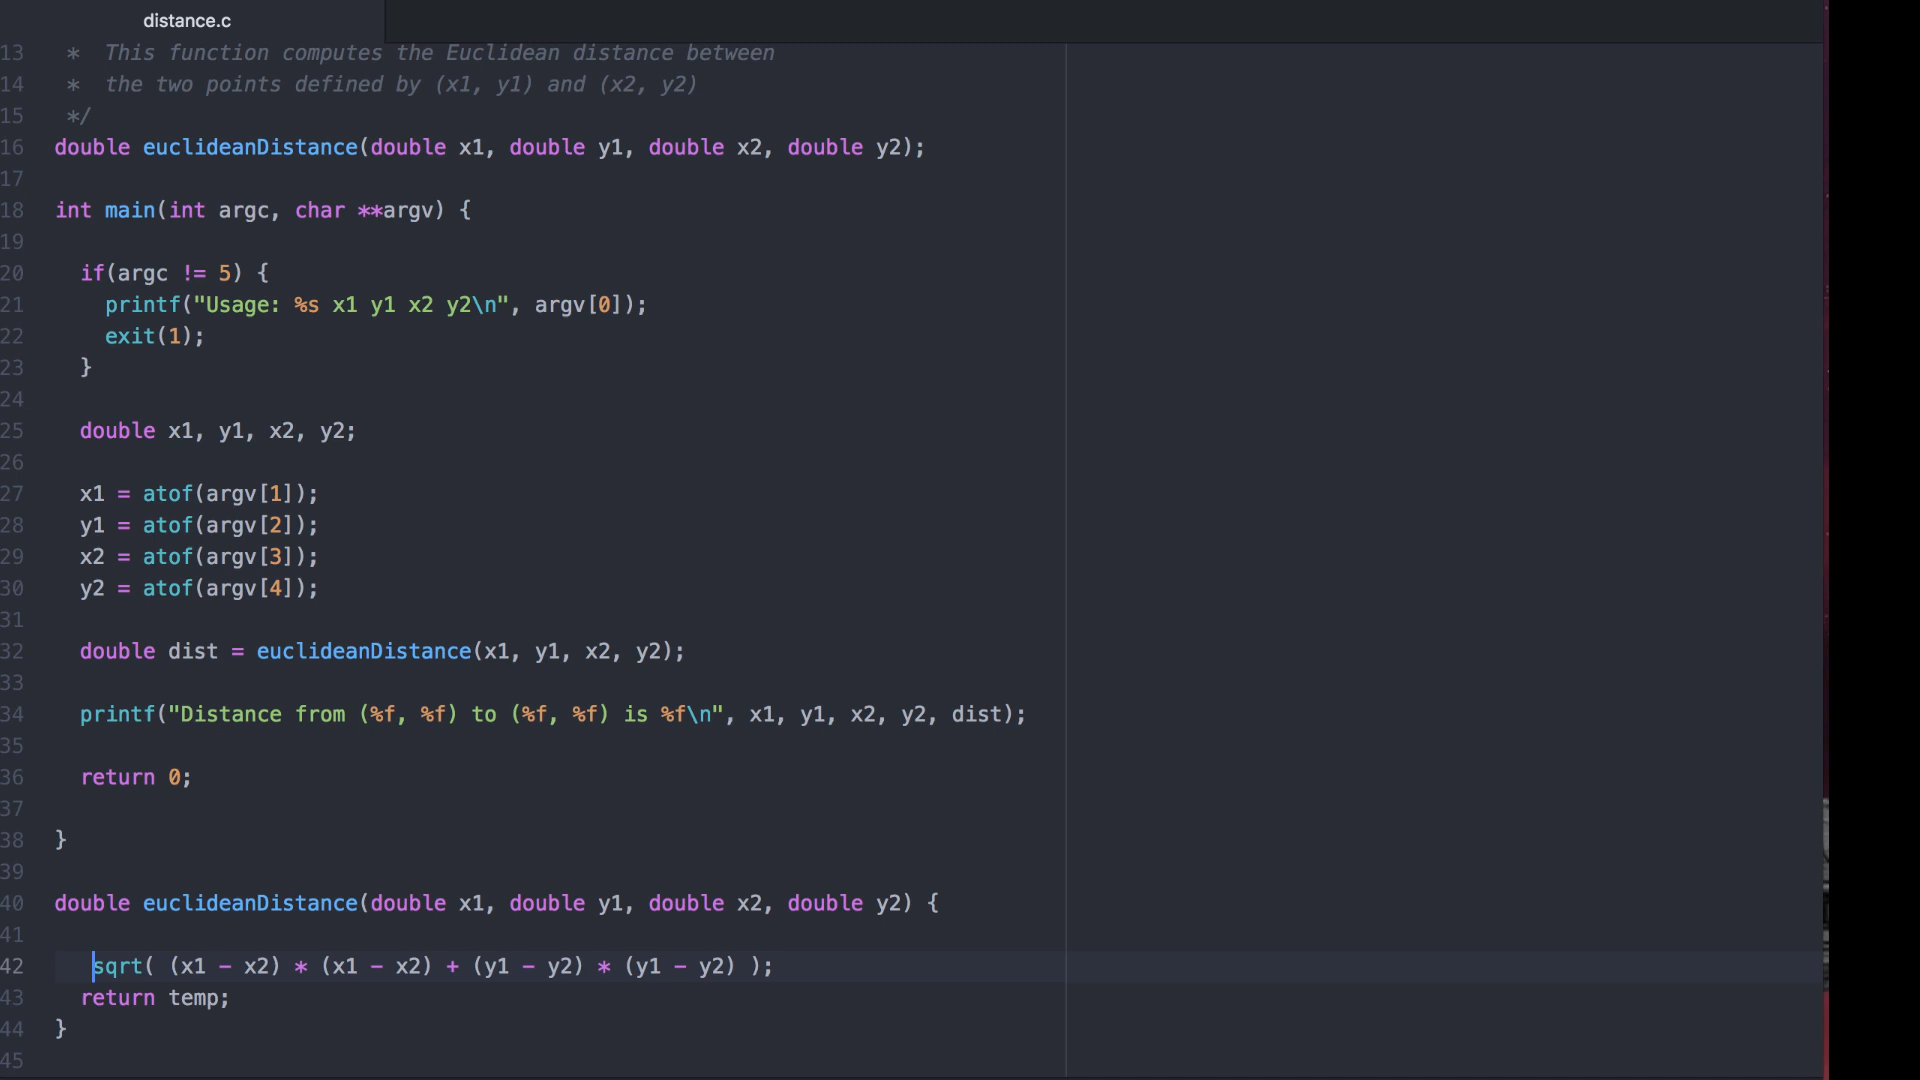 distance.c
13 * This function computes the Euclidean distance between
14 * the two points defined by (x1, y1) and (x2, y2)
15 */
16 double euclideanDistance(double x1, double y1, double x2, double y2);
17
18 int main(int argc, char **argv) {
19
20 if(argc != 5) {
21 printf("Usage: %s x1 y1 x2 y2\n", argv[0]);
22 exit(1);
23 }
24
25 double x1, y1, x2, y2;
26
27 x1 = atof(argv[1]);
28 y1 = atof(argv[2]);
29 x2 = atof(argv[3]);
30 y2 = atof(argv[4]);
31
32 double dist = euclideanDistance(x1, y1, x2, y2);
33
34 printf("Distance from (%f, %f) to (%f, %f) is %f\n", x1, y1, x2, y2, dist);
35
36 return 0;
37
38 }
39
40 double euclideanDistance(double x1, double y1, double x2, double y2) {
41
42 sqrt( (x1 - x2) * (x1 - x2) + (y1 - y2) * (y1 - y2) );
43 return temp;
44 }
45